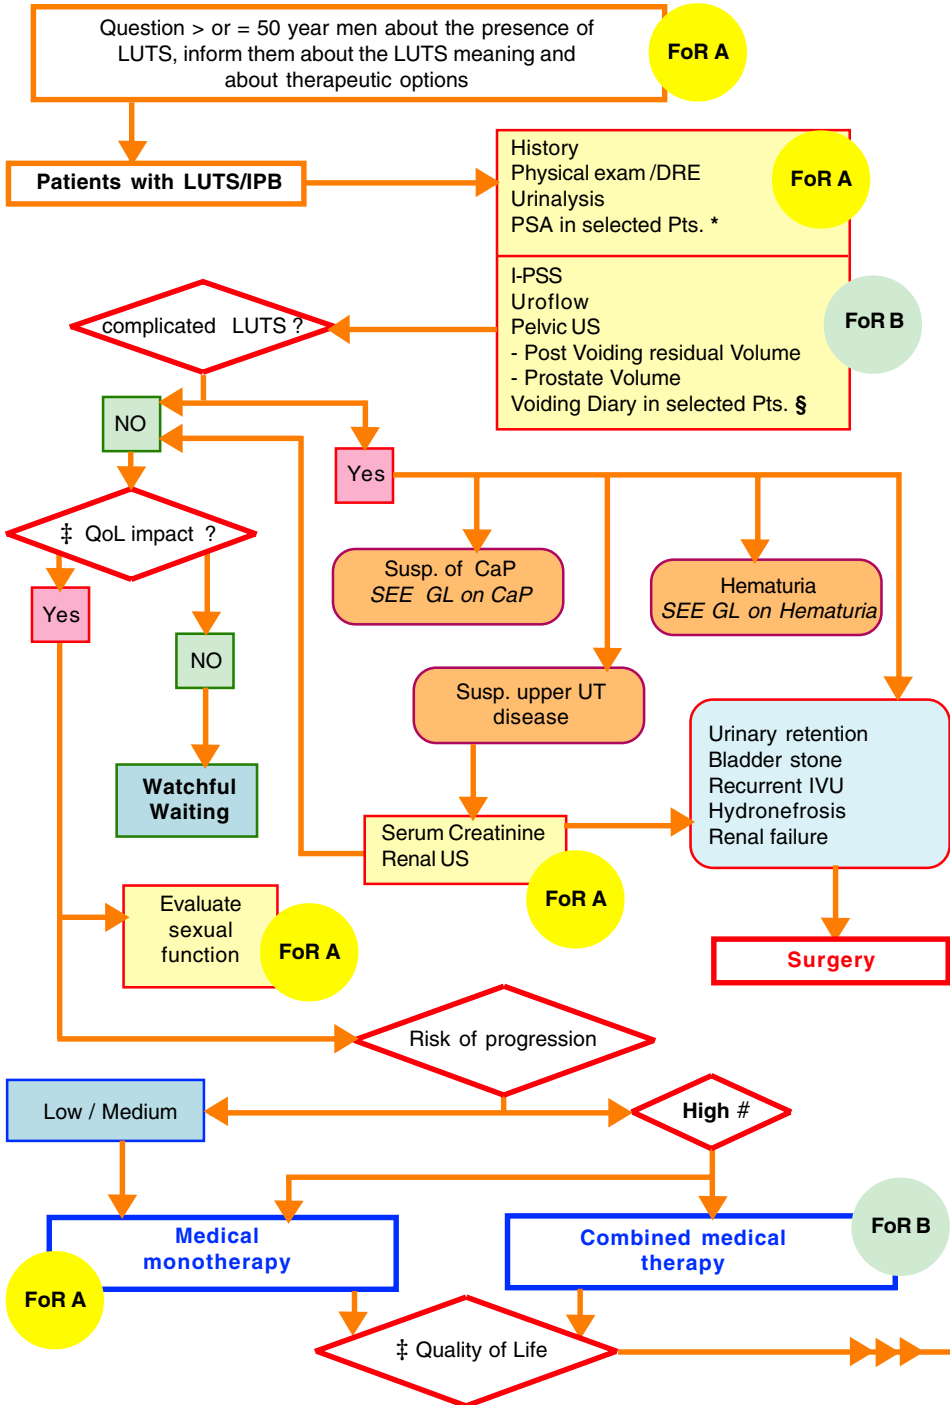 Question > or = 50 year men about the presence of
LUTS, inform them about the LUTS meaning and
about therapeutic options
FoR A
Patients with LUTS/IPB
History
Physical exam /DRE
Urinalysis
PSA in selected Pts. *
FoR A
I-PSS
Uroflow
Pelvic US
- Post Voiding residual Volume
- Prostate Volume
Voiding Diary in selected Pts. §
FoR B
complicated LUTS ?
NO
Yes
‡ QoL impact ?
Susp. of CaP
SEE GL on CaP
Hematuria
SEE GL on Hematuria
Yes
NO
Susp. upper UT
disease
Urinary retention
Bladder stone
Recurrent IVU
Hydronefrosis
Renal failure
Watchful
Waiting
Serum Creatinine
Renal US
FoR A
Evaluate
sexual
function
FoR A
Surgery
Risk of progression
Low / Medium
High #
Medical
monotherapy
FoR A
Combined medical
therapy
FoR B
‡ Quality of Life